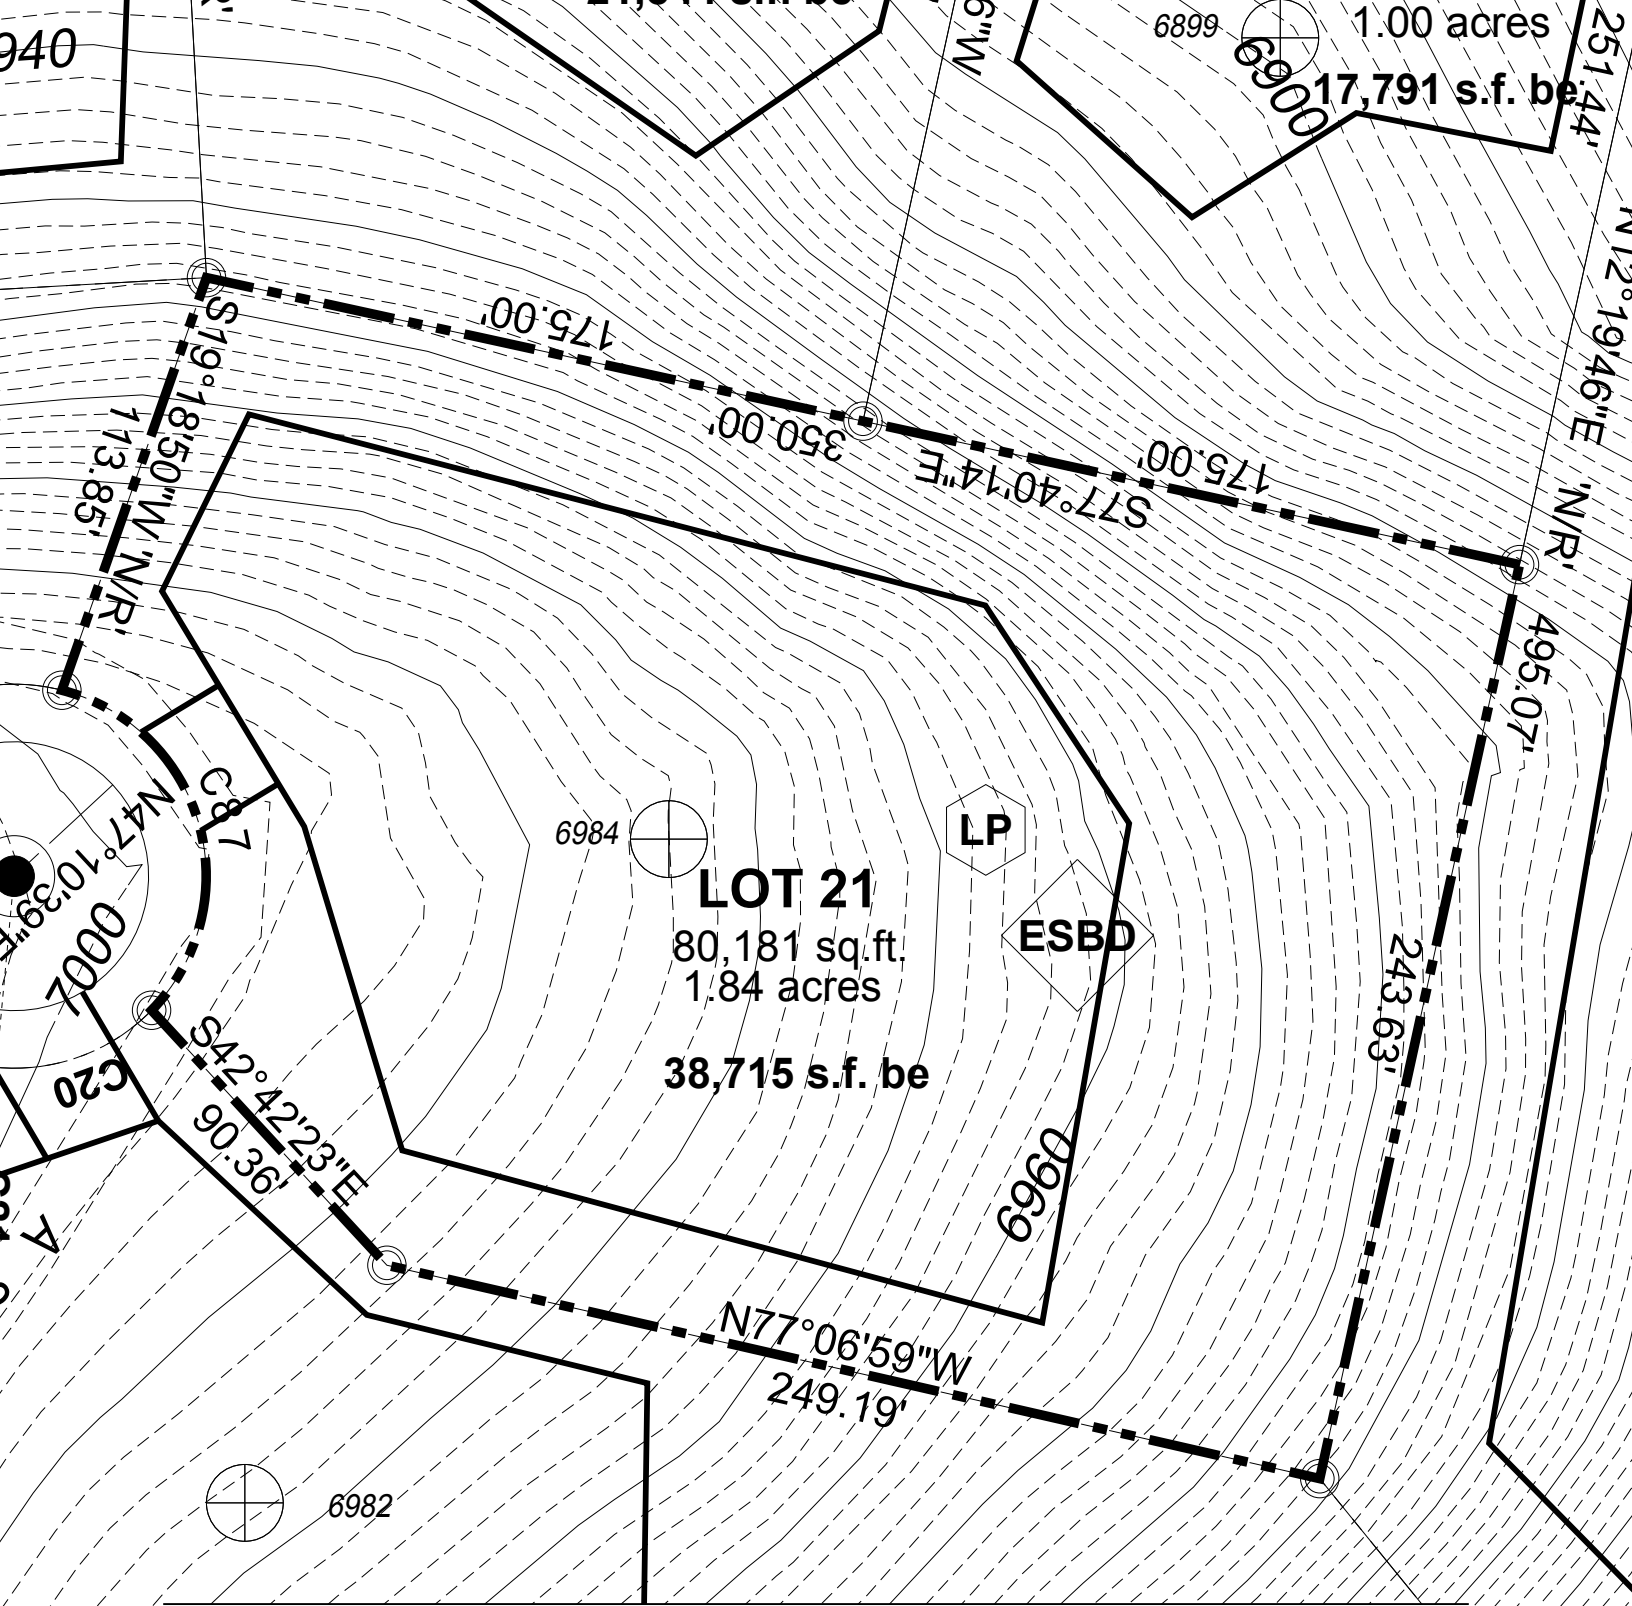 6899
1.00 acres
940
6900
17,791 s.f. be
251.44'
6"W
N12°19'46"E 'N/R'
175.00'
S19°18'50"W 'N/R'
113.85'
350.00'
175.00'
S77°40'14"E
495.07'
C87
N47°10'39"E
6984
LP
LOT 21
ESBD
80,181 sq.ft.
1.84 acres
7000
243.63'
C20
S42°42'23"E
90.36'
38,715 s.f. be
6960
A
N77°06'59"W
249.19'
6982